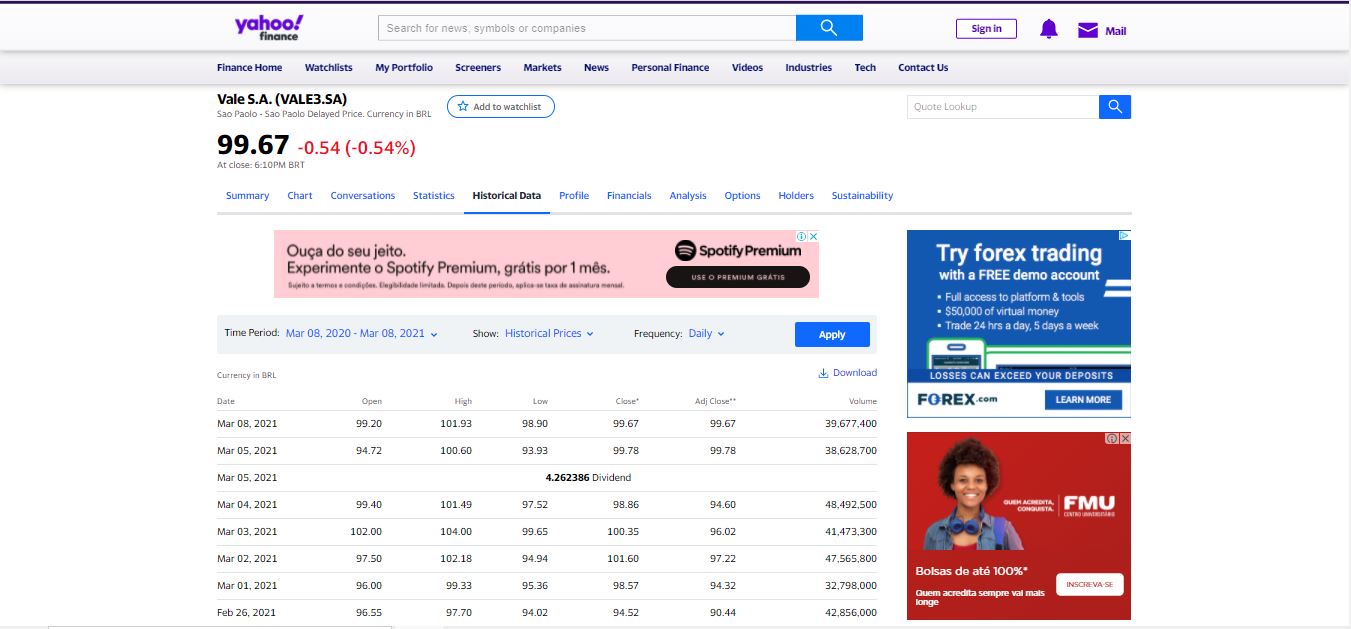 yahoo!
finance
Search for news, symbols or companies
Sign in
Mail
Finance Home Watchlists My Portfolio Screeners Markets News Personal Finance Videos Industries Tech Contact Us
Vale S.A. (VALE3.SA)
Sao Paolo - Sao Paolo Delayed Price. Currency in BRL
Add to watchlist
Quote Lookup
99.67 -0.54 (-0.54%)
At close: 6:10PM BRT
Summary Chart Conversations Statistics Historical Data Profile Financials Analysis Options Holders Sustainability
Ouça do seu jeito.
Experimente o Spotify Premium, grátis por 1 mês.
Sujeito a termos e condições. Elegibilidade limitada. Depois deste período, aplica-se taxa de assinatura mensal.
Spotify Premium
USE O PREMIUM GRÁTIS
Try forex trading
with a FREE demo account
• Full access to platform & tools
• $50,000 of virtual money
• Trade 24 hrs a day, 5 days a week
LOSSES CAN EXCEED YOUR DEPOSITS
FOREX.com LEARN MORE
Time Period: Mar 08, 2020 - Mar 08, 2021 Show: Historical Prices Frequency: Daily Apply
Currency in BRL Download
Date Open High Low Close* Adj Close** Volume
Mar 08, 2021 99.20 101.93 98.90 99.67 99.67 39,677,400
Mar 05, 2021 94.72 100.60 93.93 99.78 99.78 38,628,700
Mar 05, 2021 4.262386 Dividend
Mar 04, 2021 99.40 101.49 97.52 98.86 94.60 48,492,500
Mar 03, 2021 102.00 104.00 99.65 100.35 96.02 41,473,300
Mar 02, 2021 97.50 102.18 94.94 101.60 97.22 47,565,800
Mar 01, 2021 96.00 99.33 95.36 98.57 94.32 32,798,000
Feb 26, 2021 96.55 97.70 94.02 94.52 90.44 42,856,000
QUEM ACREDITA,
CONQUISTA.
FMU
CENTRO UNIVERSITÁRIO
Bolsas de até 100%*
Quem acredita sempre vai mais
longe
INSCREVA-SE